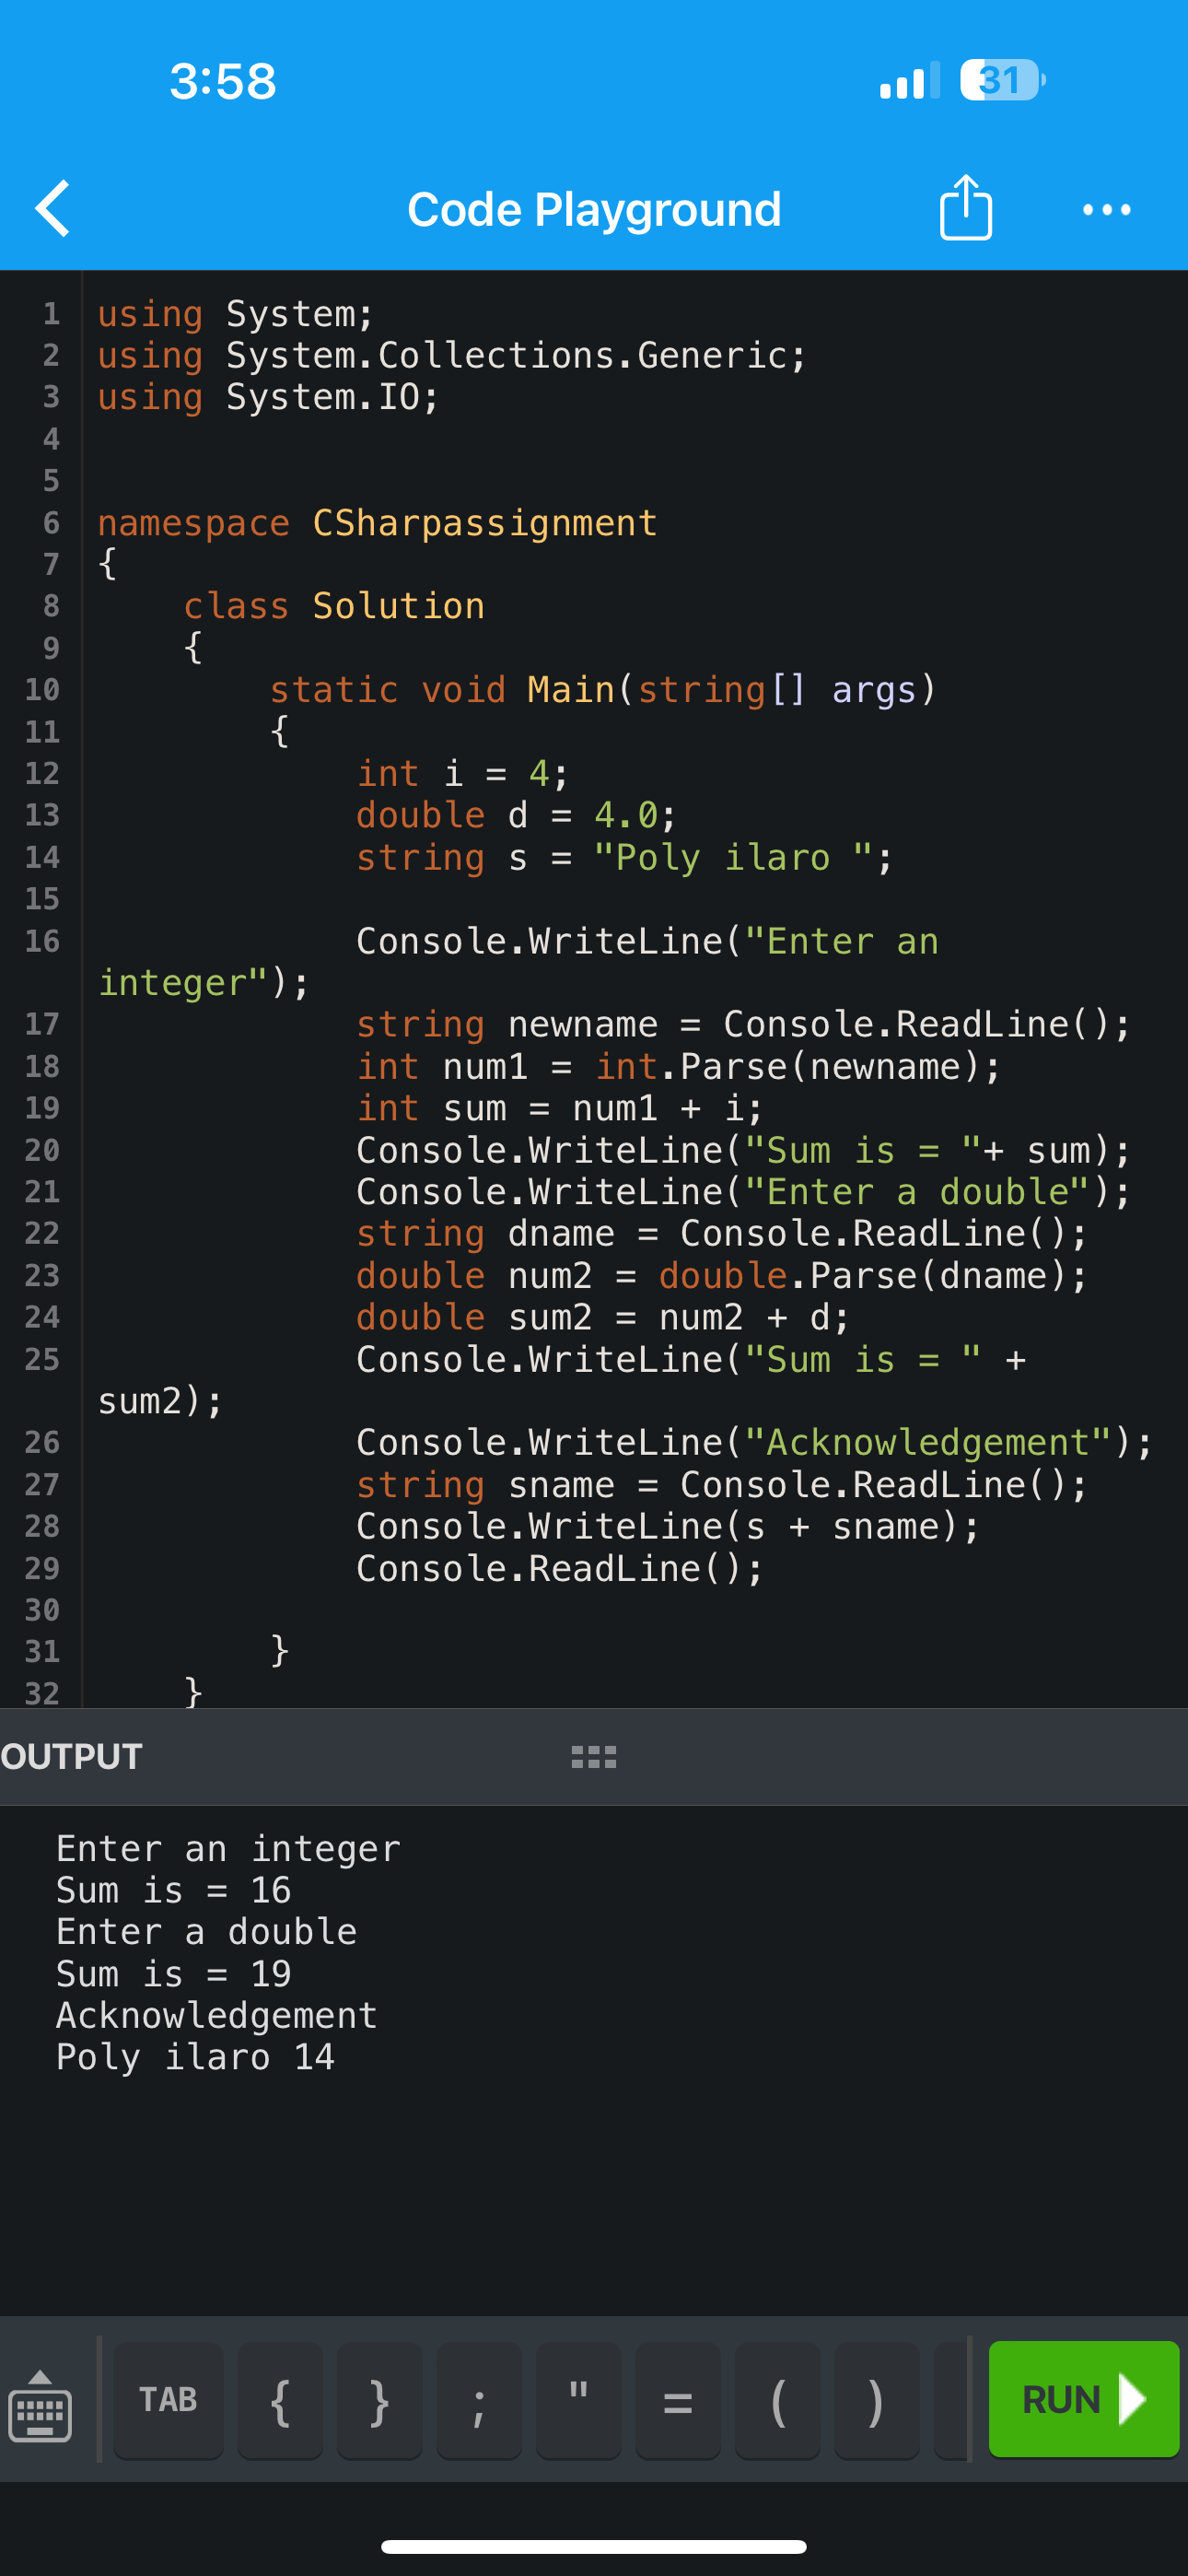 3:58
31
Code Playground
1 using System;
2 using System.Collections.Generic;
3 using System.IO;
4
5
6 namespace CSharpassignment
7 {
8     class Solution
9     {
10         static void Main(string[] args)
11         {
12             int i = 4;
13             double d = 4.0;
14             string s = "Poly ilaro ";
15
16             Console.WriteLine("Enter an
integer");
17             string newname = Console.ReadLine();
18             int num1 = int.Parse(newname);
19             int sum = num1 + i;
20             Console.WriteLine("Sum is = "+ sum);
21             Console.WriteLine("Enter a double");
22             string dname = Console.ReadLine();
23             double num2 = double.Parse(dname);
24             double sum2 = num2 + d;
25             Console.WriteLine("Sum is = " +
sum2);
26             Console.WriteLine("Acknowledgement");
27             string sname = Console.ReadLine();
28             Console.WriteLine(s + sname);
29             Console.ReadLine();
30
31         }
32     }
OUTPUT
Enter an integer
Sum is = 16
Enter a double
Sum is = 19
Acknowledgement
Poly ilaro 14
TAB { } ; " = ( ) RUN